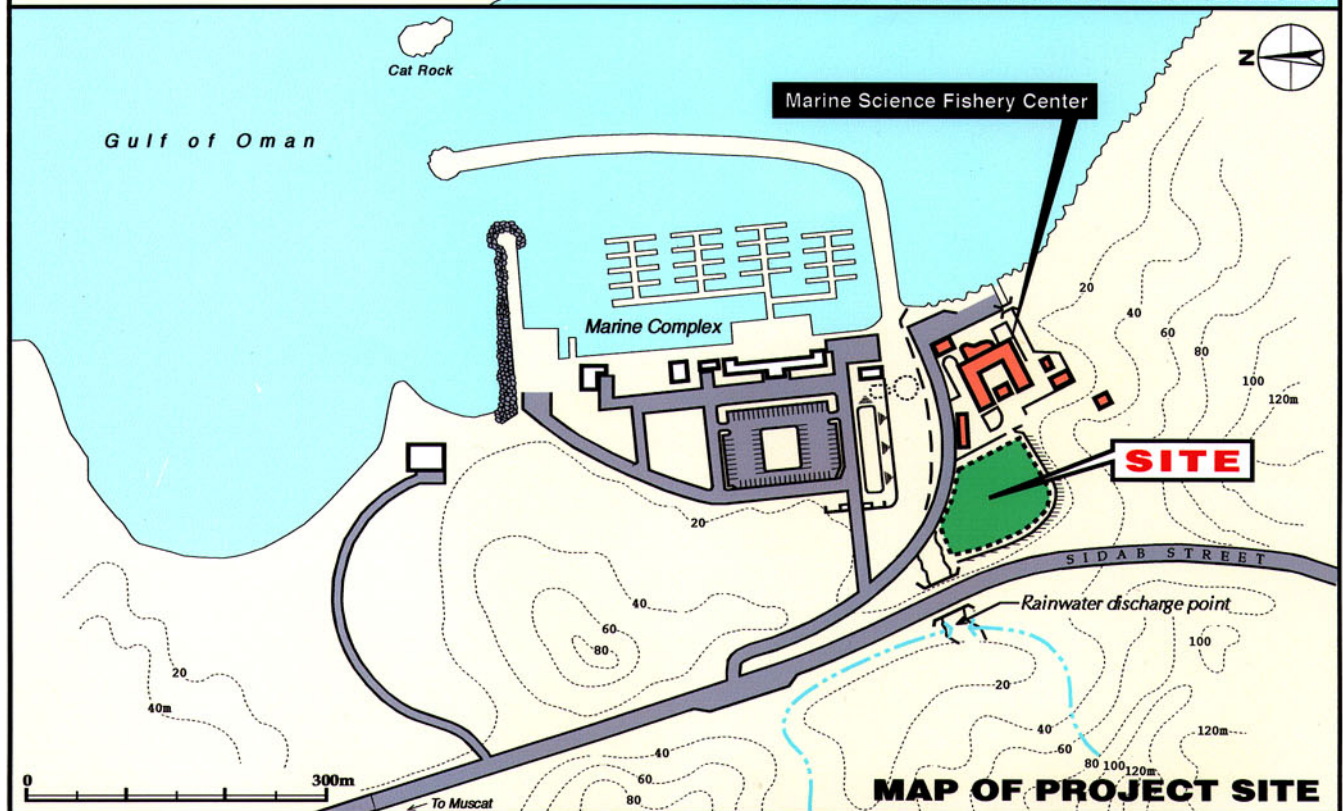 Cat Rock
N
Marine Science Fishery Center
Gulf of Oman
Marine Complex
20
40
60
80
100
120m
SITE
20
SIDAB STREET
Rainwater discharge point
40
60
80
100
20
40m
20
40
60
80 100 120m
120m
40
60
80
0 300m
To Muscat
MAP OF PROJECT SITE